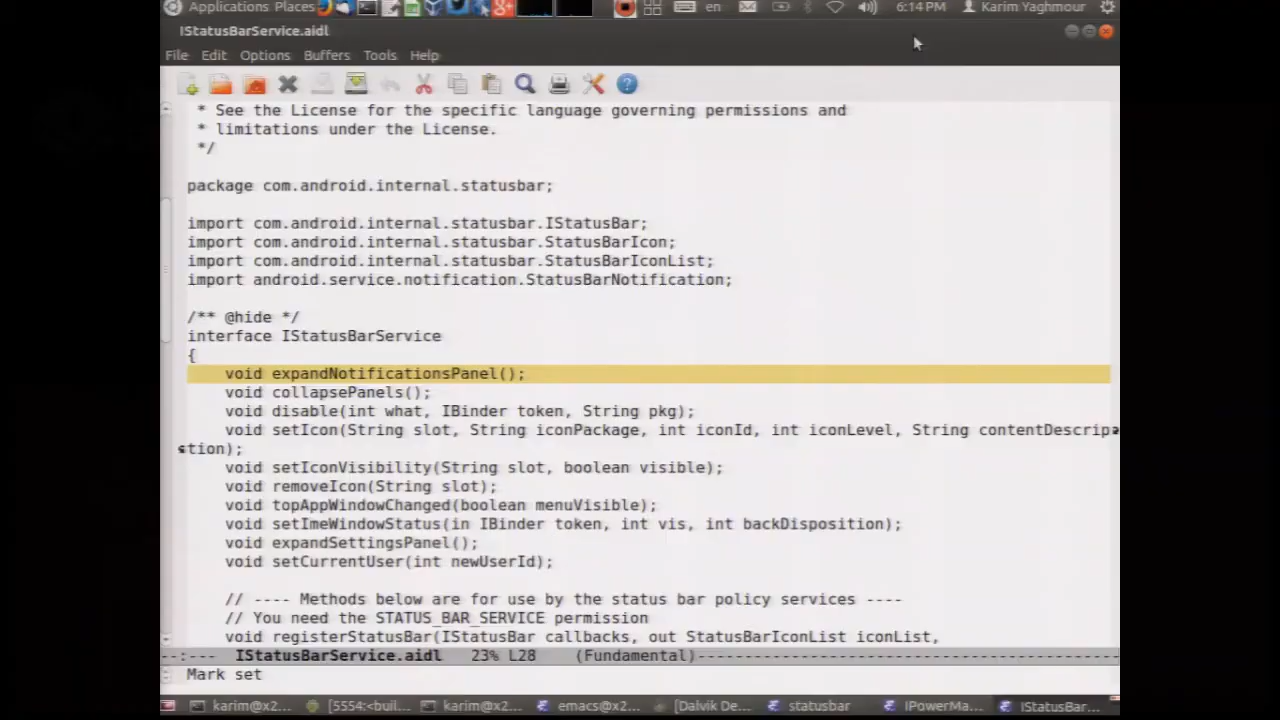 Applications Places en 6:14 PM Karim Yaghmour
IStatusBarService.aidl
File Edit Options Buffers Tools Help
* See the License for the specific language governing permissions and
* limitations under the License.
*/
package com.android.internal.statusbar;
import com.android.internal.statusbar.IStatusBar;
import com.android.internal.statusbar.StatusBarIcon;
import com.android.internal.statusbar.StatusBarIconList;
import android.service.notification.StatusBarNotification;
/** @hide */
interface IStatusBarService
{
void expandNotificationsPanel();
void collapsePanels();
void disable(int what, IBinder token, String pkg);
void setIcon(String slot, String iconPackage, int iconId, int iconLevel, String contentDescrip
tion);
void setIconVisibility(String slot, boolean visible);
void removeIcon(String slot);
void topAppWindowChanged(boolean menuVisible);
void setImeWindowStatus(in IBinder token, int vis, int backDisposition);
void expandSettingsPanel();
void setCurrentUser(int newUserId);
// ---- Methods below are for use by the status bar policy services ----
// You need the STATUS_BAR_SERVICE permission
void registerStatusBar(IStatusBar callbacks, out StatusBarIconList iconList,
--:--- IStatusBarService.aidl 23% L28 (Fundamental)----------------------------------------
Mark set
karim@x2... [5554:<buil... karim@x2... emacs@x2... [Dalvik De... statusbar IPowerMa... IStatusBar...